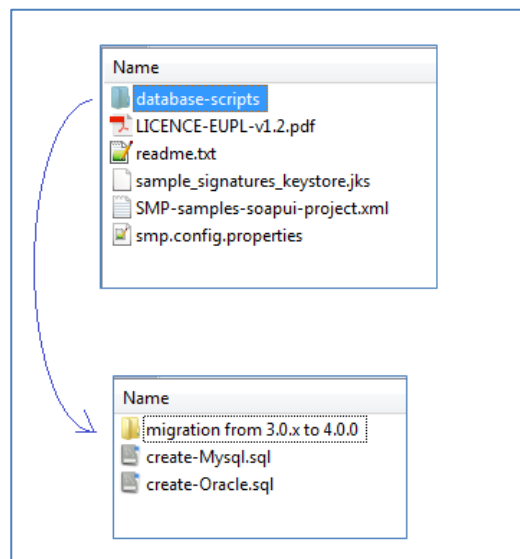 Name
database-scripts
LICENCE-EUPL-v1.2.pdf
readme.txt
sample_signatures_keystore.jks
SMP-samples-soapui-project.xml
smp.config.properties
Name
migration from 3.0.x to 4.0.0
create-Mysql.sql
create-Oracle.sql